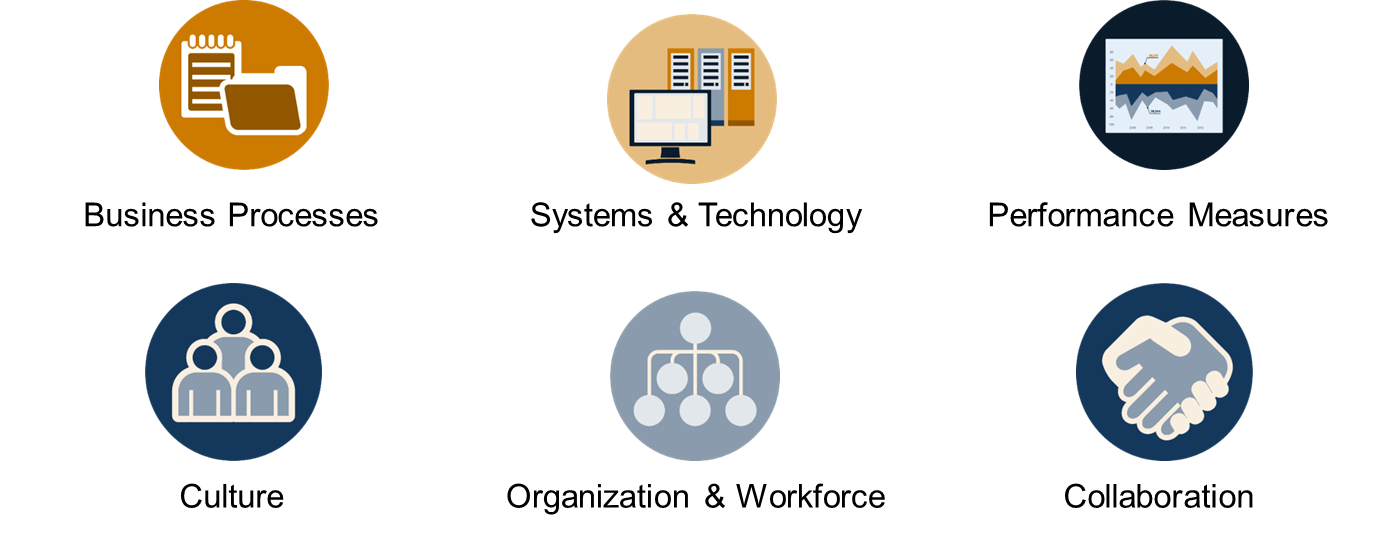 Business Processes
Systems & Technology
Performance Measures
Culture
Organization & Workforce
Collaboration